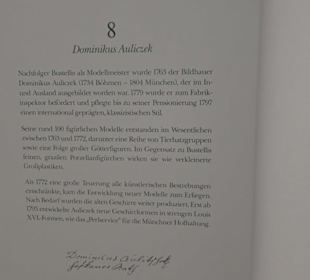 8
Dominikus Auliczek
Nachfolger Bustellis als Modellmeister wurde 1763 der Bildhauer
Dominikus Auliczek (1734 Böhmen – 1804 München), der im
In- und Ausland ausgebildet worden war. 1779 wurde er zum Fabrik-
inspektor befördert und pflegte bis zu seiner Pensionierung 1797
einen international geprägten, klassizistischen Stil.
Seine rund 190 figürlichen Modelle entstanden im Wesentlichen
zwischen 1763 und 1772, darunter eine Reihe von Tierhatzgruppen
sowie eine Folge großer Götterfiguren. Im Gegensatz zu Bustellis
feinen, grazilen Porzellanfigürchen wirken sie wie verkleinerte
Großplastiken.
Als 1772 eine große Teuerung alle künstlerischen Bestrebungen
einschränkte, kam die Entwicklung neuer Modelle zum Erliegen.
Nach Bedarf wurden die alten Geschirre weiter produziert. Erst ab
1795 entwickelte Auliczek neue Geschirrformen in strengen Louis
XVI.-Formen, wie das „Perlservice" für die Münchner Hofhaltung.
Dominicus Auliczek